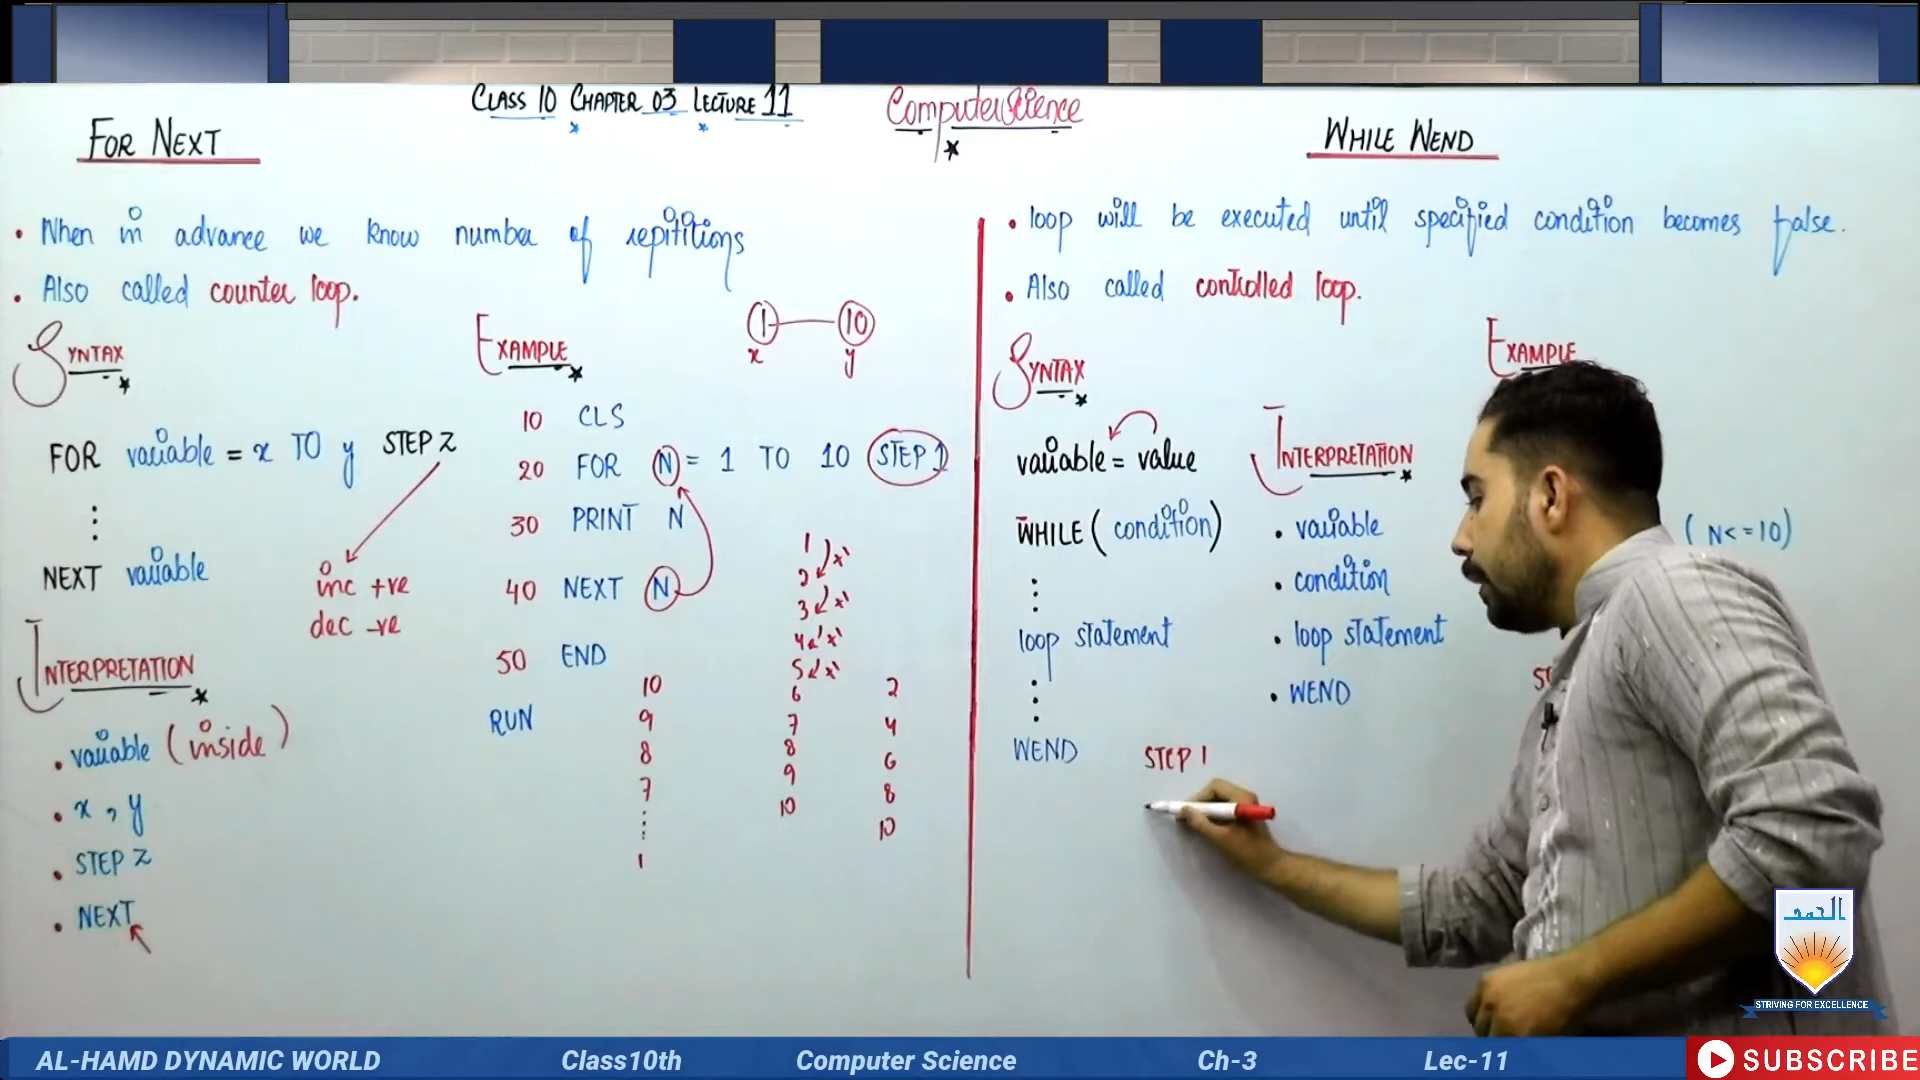 CLASS 10 CHAPTER 03 LECTURE 11
Computer Science
FOR NEXT
• When in advance we know number of repititions
• Also called counter loop.
SYNTAX
FOR variable = x TO y STEP Z
NEXT variable
inc +ve
dec -ve
INTERPRETATION
• variable (inside)
• x, y
• STEP Z
• NEXT
EXAMPLE
1 10
x y
10 CLS
20 FOR N = 1 TO 10 STEP 1
30 PRINT N
40 NEXT N
50 END
RUN
10
9
8
7
1
1
2
3
4
5
6
7
8
9
10
2
4
6
8
10
WHILE WEND
• loop will be executed until specified condition becomes false.
• Also called controlled loop.
SYNTAX
variable = value
WHILE (condition)
loop statement
WEND
STEP 1
INTERPRETATION
• variable
• condition
• loop statement
• WEND
EXAMPLE
(N<=10)
الحمد
STRIVING FOR EXCELLENCE
AL-HAMD DYNAMIC WORLD Class10th Computer Science Ch-3 Lec-11 SUBSCRIBE